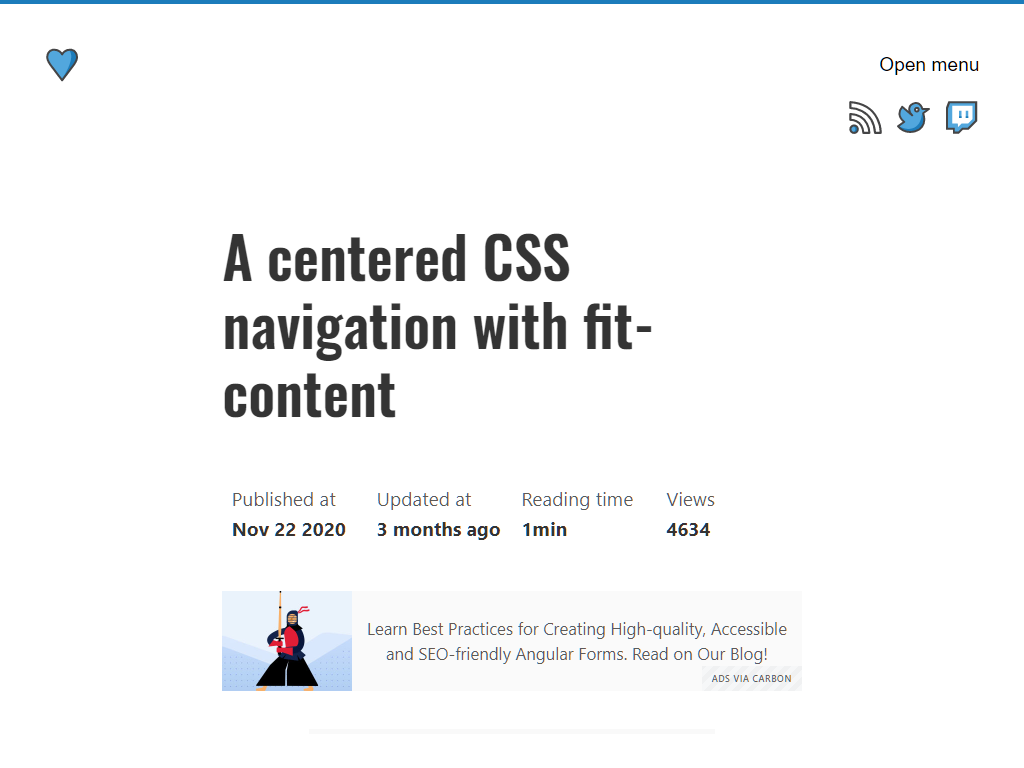 Open menu
A centered CSS
navigation with fit-
content
Published at
Nov 22 2020
Updated at
3 months ago
Reading time
1min
Views
4634
Learn Best Practices for Creating High-quality, Accessible
and SEO-friendly Angular Forms. Read on Our Blog!
ADS VIA CARBON